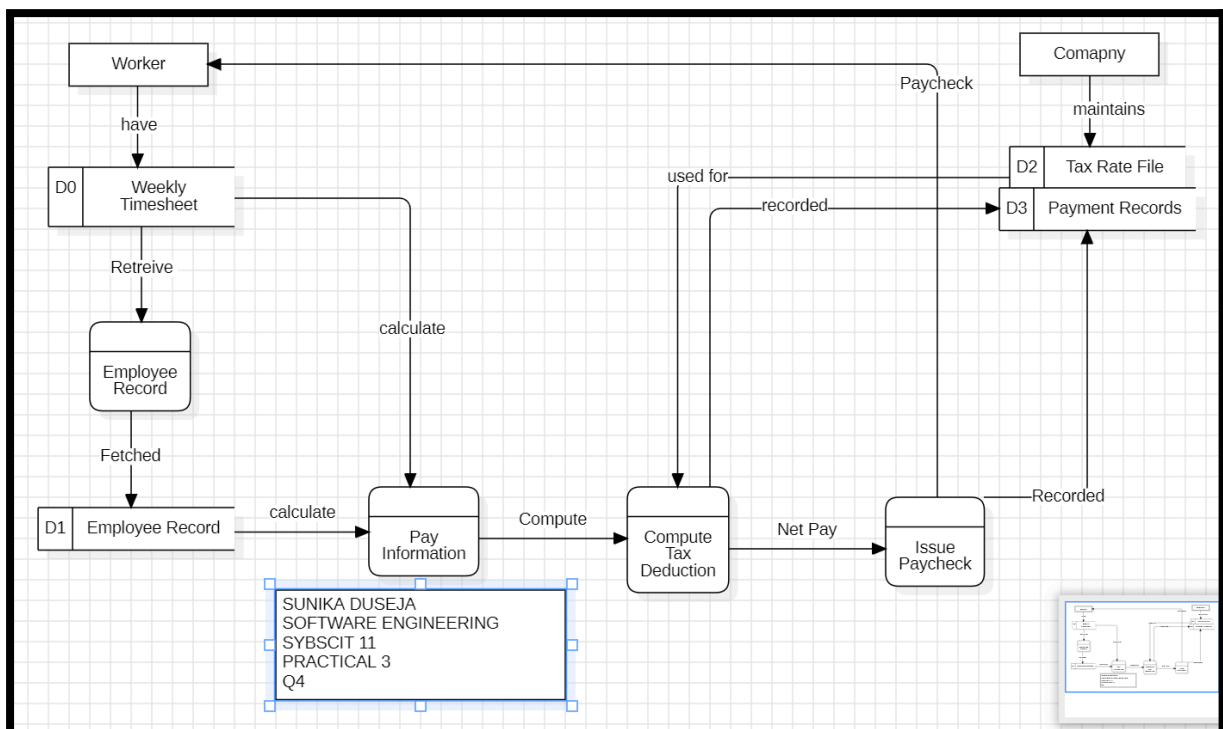 Worker
Comapny
Paycheck
have
maintains
D0
Weekly
Timesheet
D2
Tax Rate File
used for
recorded
D3
Payment Records
Retreive
calculate
Employee
Record
Fetched
D1
Employee Record
calculate
Pay
Information
Compute
Compute
Tax
Deduction
Net Pay
Issue
Paycheck
Recorded
SUNIKA DUSEJA
SOFTWARE ENGINEERING
SYBSCIT 11
PRACTICAL 3
Q4